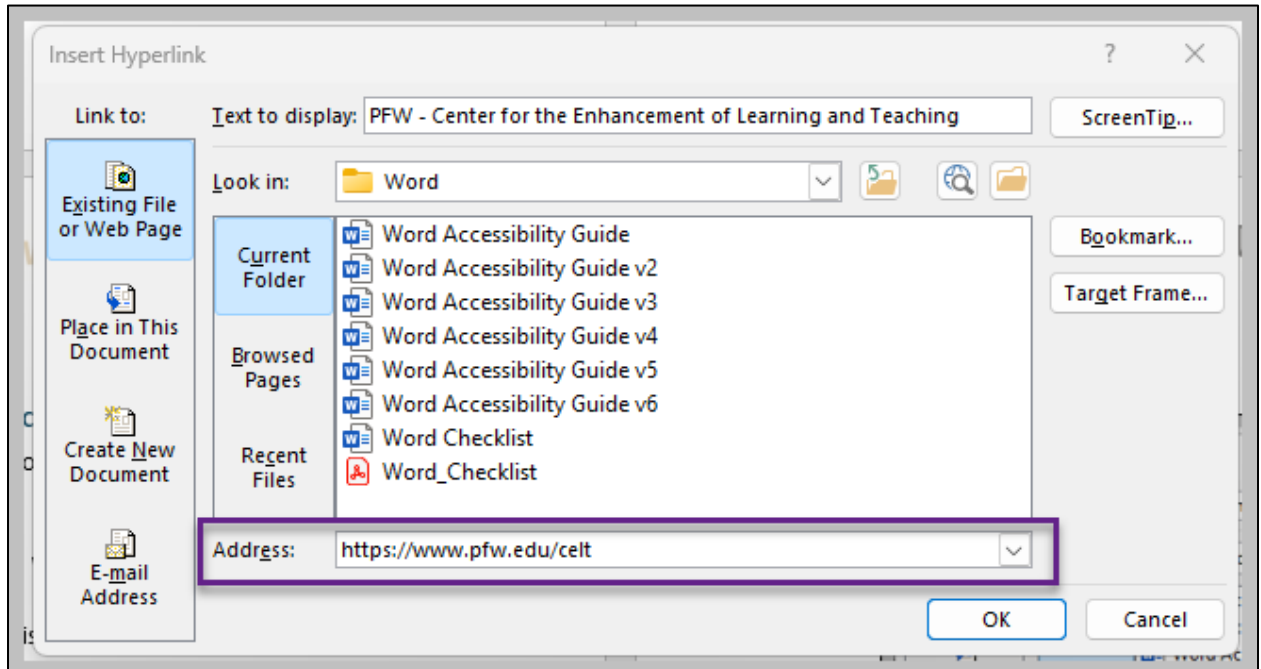 Insert Hyperlink
?
Link to:
Text to display: PFW - Center for the Enhancement of Learning and Teaching
ScreenTip...
Existing File
or Web Page
Look in: Word
Current
Folder
Word Accessibility Guide
Word Accessibility Guide v2
Word Accessibility Guide v3
Word Accessibility Guide v4
Word Accessibility Guide v5
Word Accessibility Guide v6
Word Checklist
Word_Checklist
Bookmark...
Target Frame...
Place in This
Document
Browsed
Pages
Create New
Document
Recent
Files
Address: https://www.pfw.edu/celt
E-mail
Address
OK
Cancel